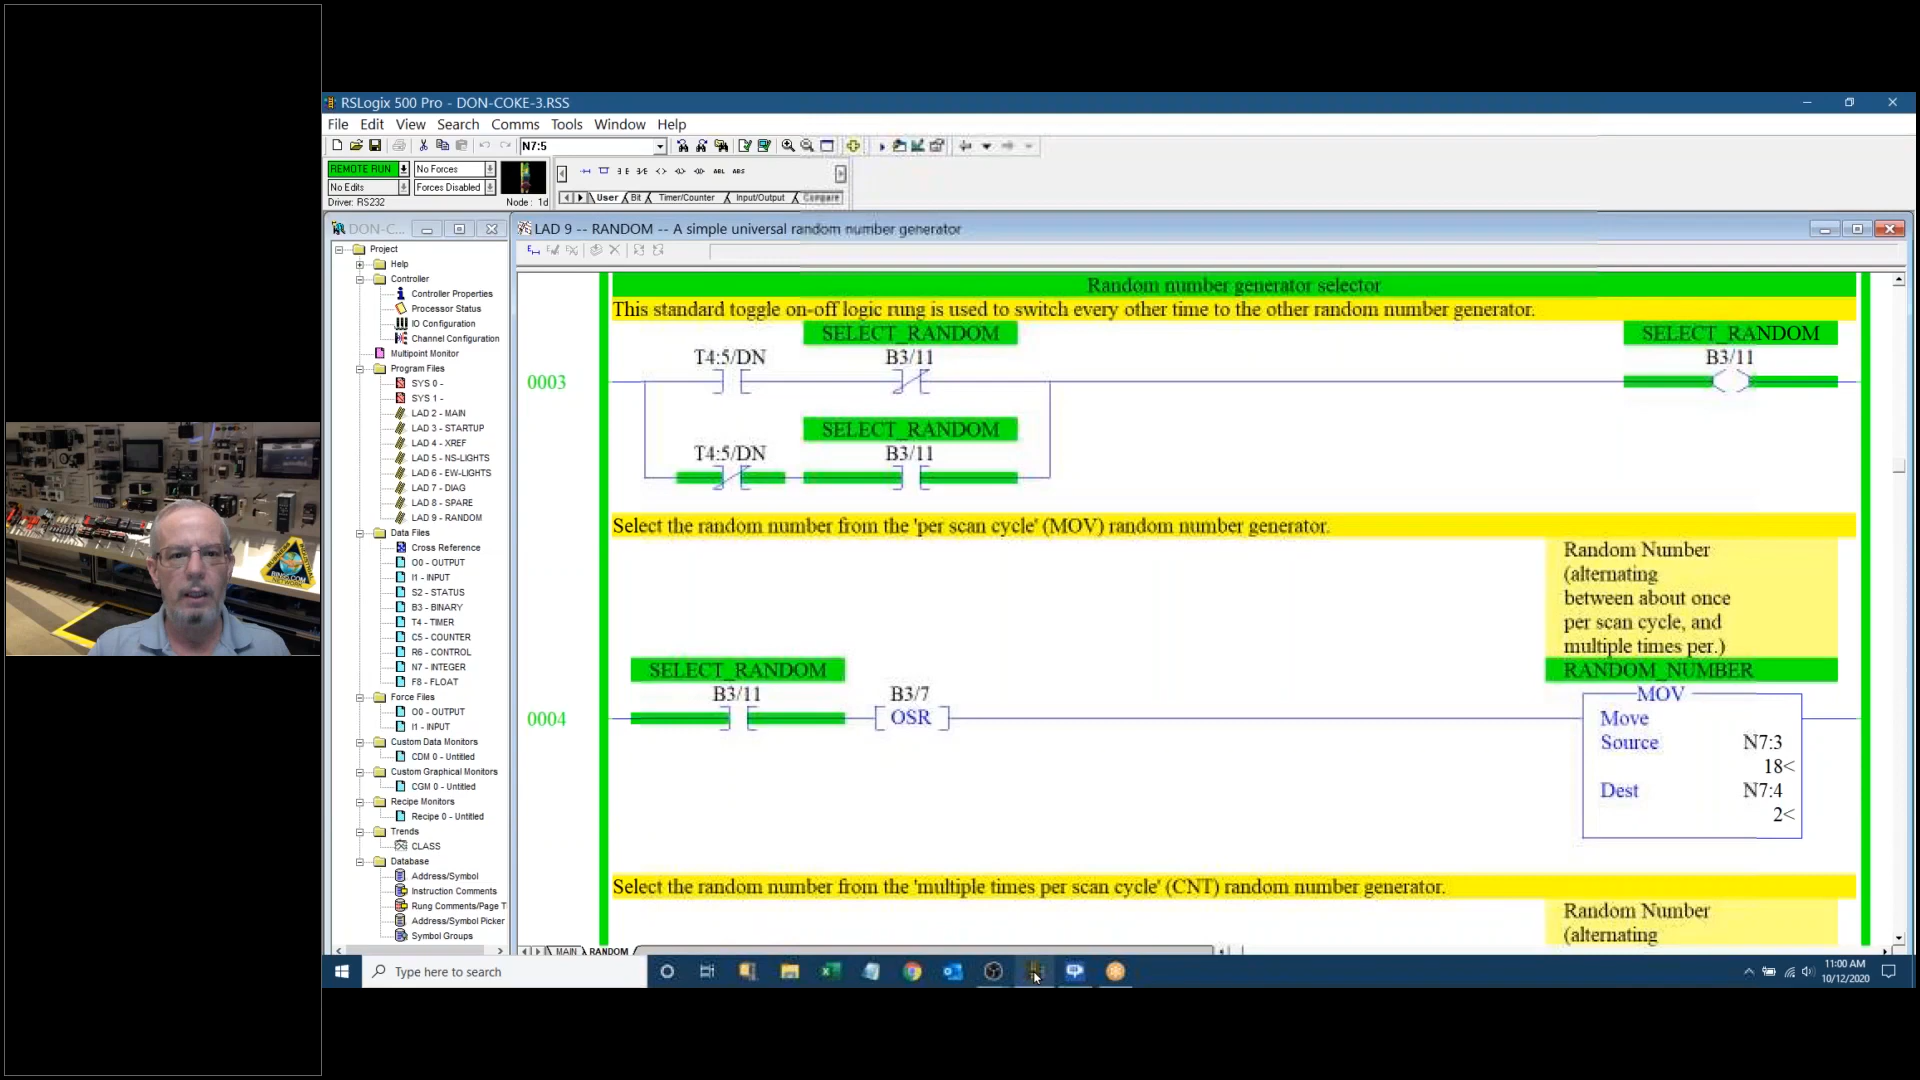 RSLogix 500 Pro - DON-COKE-3.RSS
File Edit View Search Comms Tools Window Help
N7:5
REMOTE RUN No Forces
No Edits Forces Disabled
Driver: RS232 Node: 1d
User Bit Timer/Counter Input/Output Compare
DON-C...
Project
Help
Controller
Controller Properties
Processor Status
IO Configuration
Channel Configuration
Multipoint Monitor
Program Files
SYS 0 -
SYS 1 -
LAD 2 - MAIN
LAD 3 - STARTUP
LAD 4 - XREF
LAD 5 - NS-LIGHTS
LAD 6 - EW-LIGHTS
LAD 7 - DIAG
LAD 8 - SPARE
LAD 9 - RANDOM
Data Files
Cross Reference
O0 - OUTPUT
I1 - INPUT
S2 - STATUS
B3 - BINARY
T4 - TIMER
C5 - COUNTER
R6 - CONTROL
N7 - INTEGER
F8 - FLOAT
Force Files
O0 - OUTPUT
I1 - INPUT
Custom Data Monitors
CDM 0 - Untitled
Custom Graphical Monitors
CGM 0 - Untitled
Recipe Monitors
Recipe 0 - Untitled
Trends
CLASS
Database
Address/Symbol
Instruction Comments
Rung Comments/Page T
Address/Symbol Picker
Symbol Groups
LAD 9 -- RANDOM -- A simple universal random number generator
Random number generator selector
This standard toggle on-off logic rung is used to switch every other time to the other random number generator.
SELECT_RANDOM SELECT_RANDOM
T4:5/DN B3/11 B3/11
0003
SELECT_RANDOM
T4:5/DN B3/11
Select the random number from the 'per scan cycle' (MOV) random number generator.
Random Number
(alternating
between about once
per scan cycle, and
multiple times per.)
SELECT_RANDOM RANDOM_NUMBER
B3/11 B3/7 MOV
0004 OSR Move
Source N7:3
18<
Dest N7:4
2<
Select the random number from the 'multiple times per scan cycle' (CNT) random number generator.
Random Number
(alternating
MAIN RANDOM
Type here to search
11:00 AM
10/12/2020